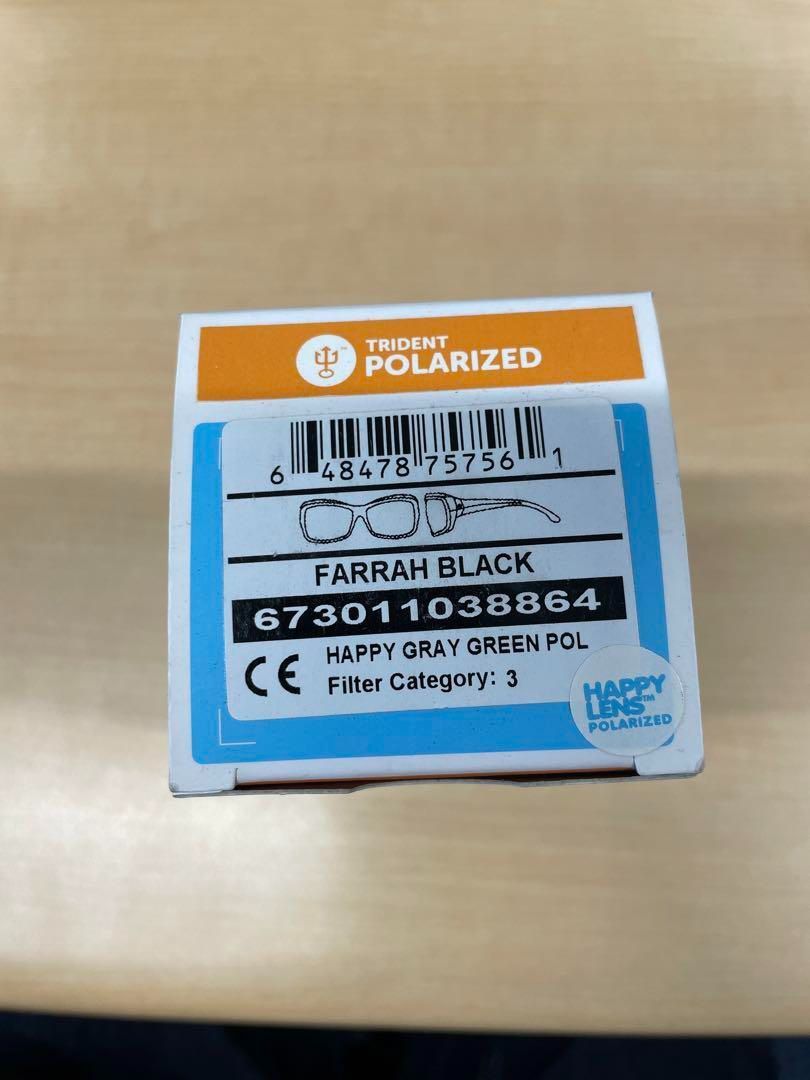 TRIDENT
POLARIZED
6 48478 75756 1
FARRAH BLACK
673011038864
HAPPY GRAY GREEN POL
CE Filter Category: 3
HAPPY
LENS™
POLARIZED